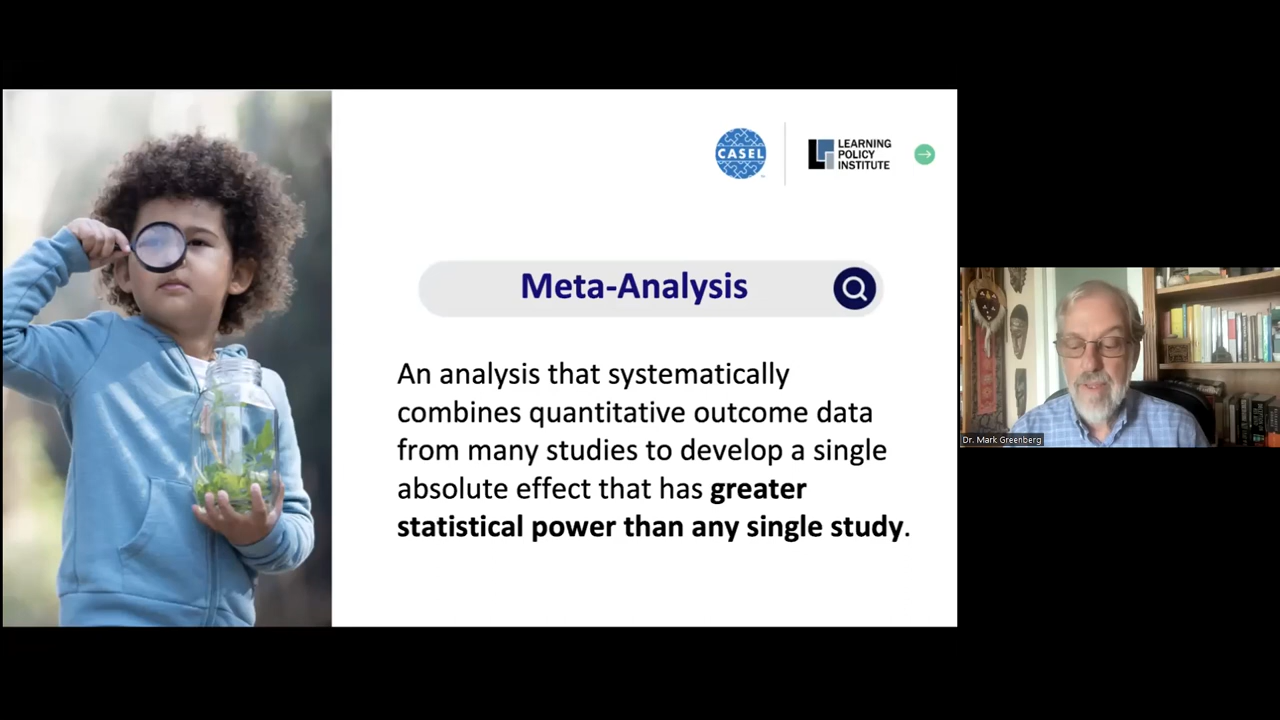 CASEL
LEARNING
POLICY
INSTITUTE
Meta-Analysis
An analysis that systematically
combines quantitative outcome data
from many studies to develop a single
absolute effect that has greater
statistical power than any single study.
Dr. Mark Greenberg